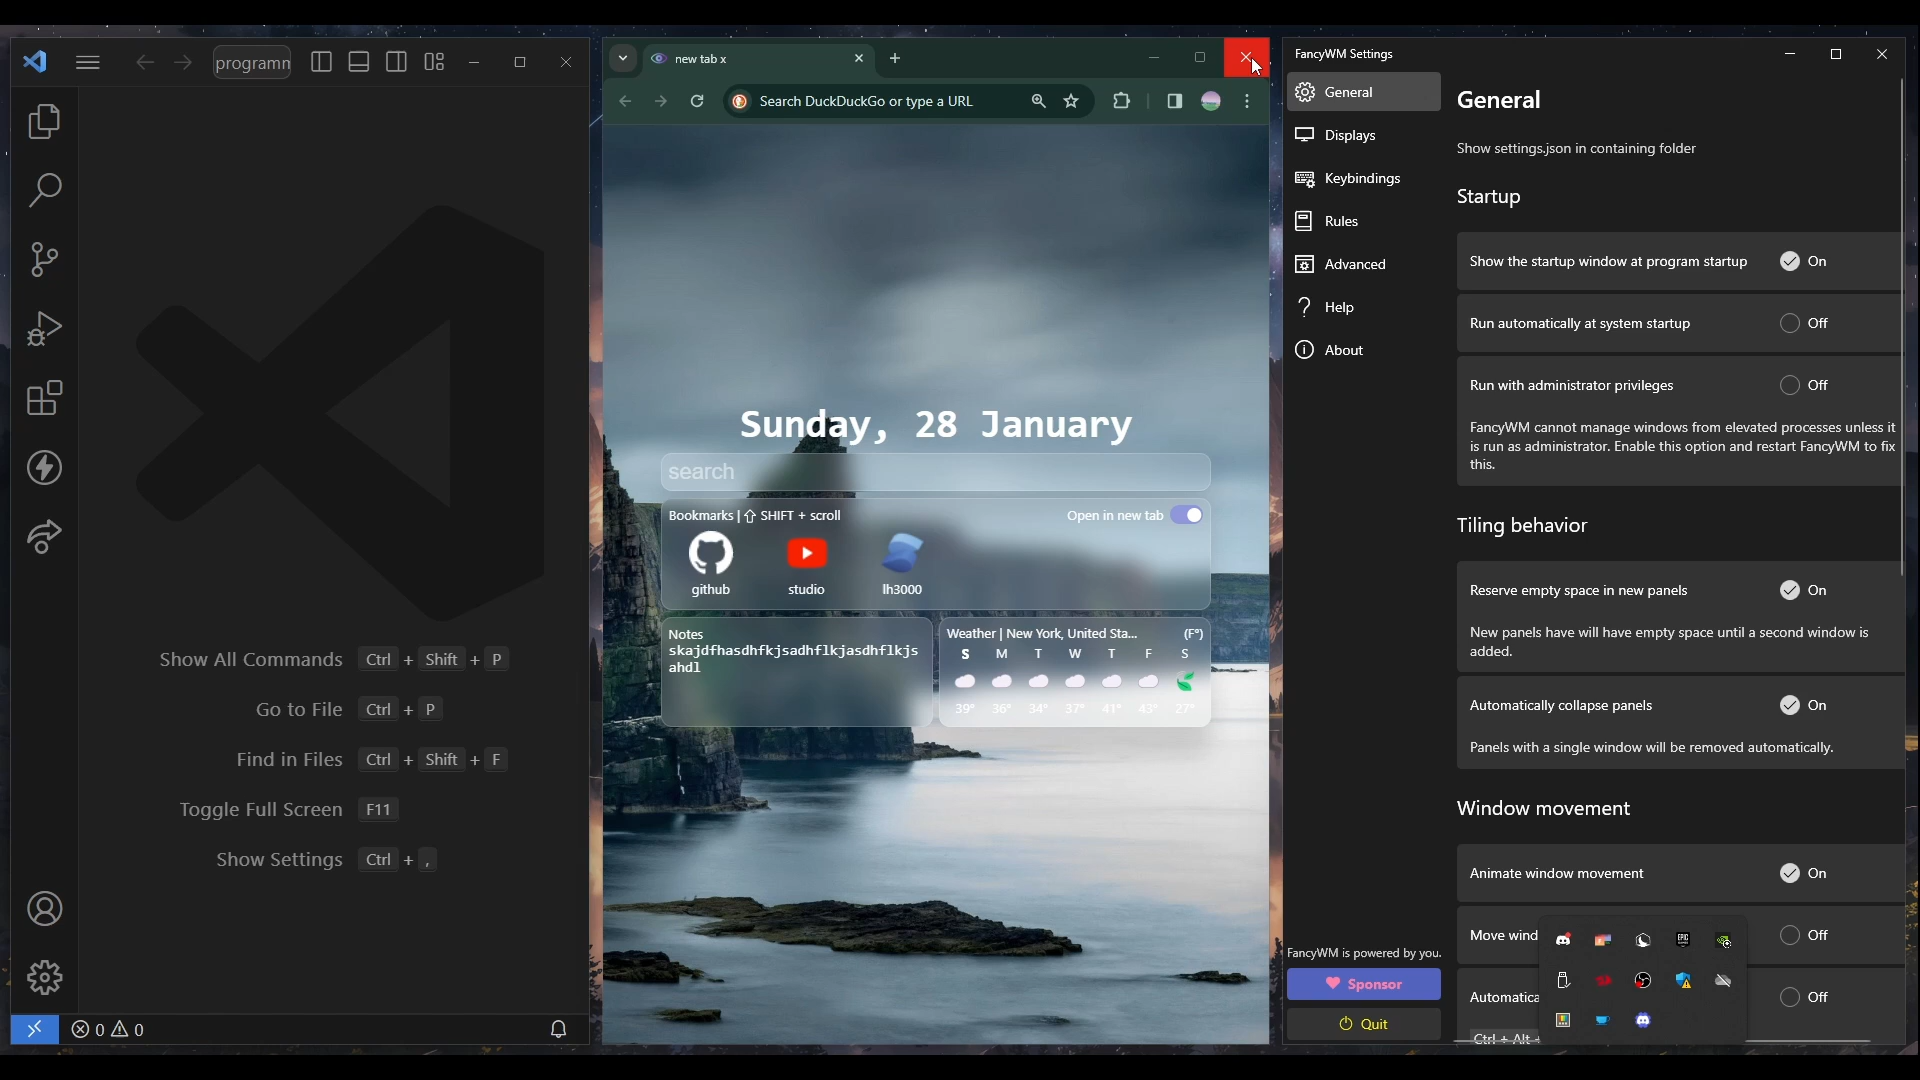 programm
Show All Commands Ctrl + Shift + P
Go to File Ctrl + P
Find in Files Ctrl + Shift + F
Toggle Full Screen F11
Show Settings Ctrl + ,
0 0
new tab x
Search DuckDuckGo or type a URL
Sunday, 28 January
search
Bookmarks | SHIFT + scroll Open in new tab
github studio lh3000
Notes
skajdfhasdhfkjsadhflkjasdhflkjs
ahdl
Weather | New York, United Sta... (F°)
S M T W T F S
39° 36° 34° 37° 41° 43° 27°
FancyWM Settings
General
Displays
Keybindings
Rules
Advanced
Help
About
FancyWM is powered by you.
Sponsor
Quit
General
Show settings.json in containing folder
Startup
Show the startup window at program startup On
Run automatically at system startup Off
Run with administrator privileges Off
FancyWM cannot manage windows from elevated processes unless it
is run as administrator. Enable this option and restart FancyWM to fix
this.
Tiling behavior
Reserve empty space in new panels On
New panels have will have empty space until a second window is
added.
Automatically collapse panels On
Panels with a single window will be removed automatically.
Window movement
Animate window movement On
Move wind Off
Automatica Off
Ctrl + Alt +
EPIC